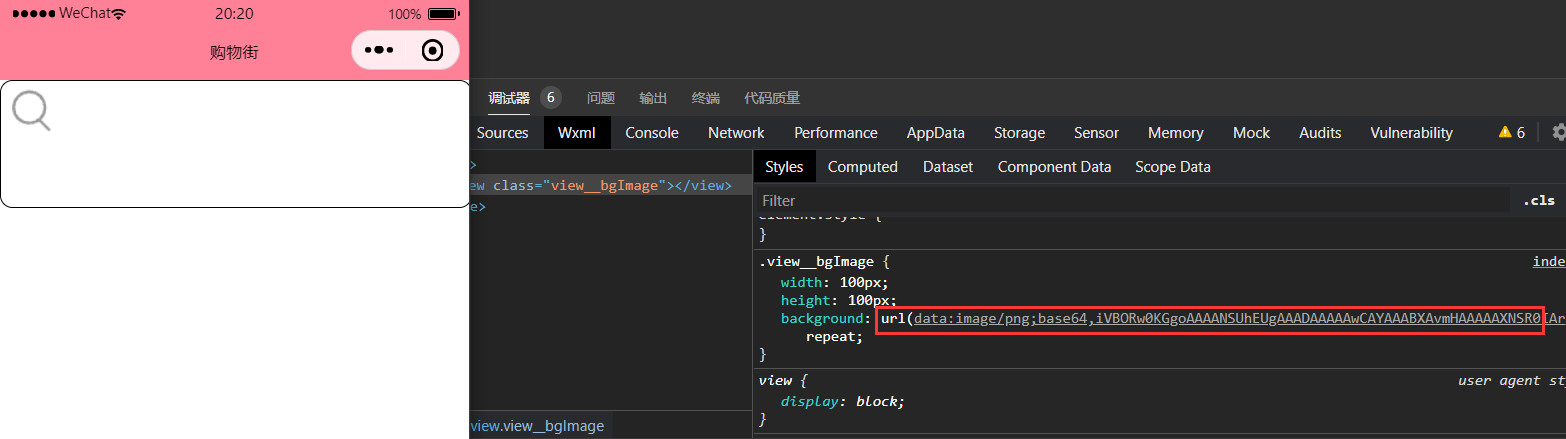 WeChat 20:20 100%
购物街
调试器 6 问题 输出 终端 代码质量
Sources Wxml Console Network Performance AppData Storage Sensor Memory Mock Audits Vulnerability 6
>
ew class="view__bgImage"></view>
e>
view.view__bgImage
Styles Computed Dataset Component Data Scope Data
Filter .cls
element.style {
}
.view__bgImage { inde
width: 100px;
height: 100px;
background: url(data:image/png;base64,iVBORw0KGgoAAAANSUhEUgAAADAAAAAwCAYAAABXAvmHAAAAAXNSR0IAr
repeat;
}
view { user agent sty
display: block;
}